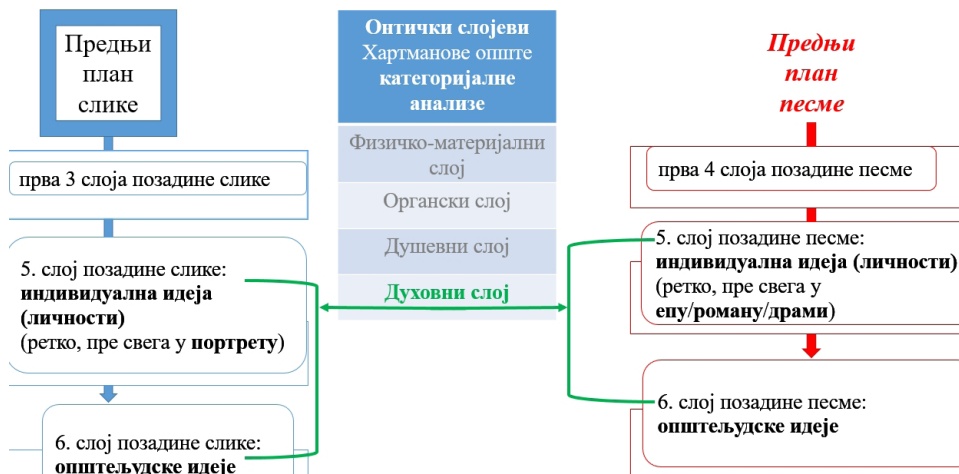 Предњи
план
слике
прва 3 слоја позадине слике
5. слој позадине слике:
индивидуална идеја
(личности)
(ретко, пре свега у портрету)
6. слој позадине слике:
општељудске идеје
Онтички слојеви
Хартманове опште
категоријалне
анализе
Физичко-материјални
слој
Органски слој
Душевни слој
Духовни слој
Предњи
план
песме
прва 4 слоја позадине песме
5. слој позадине песме:
индивидуална идеја (личности)
(ретко, пре свега у
епу/роману/драми)
6. слој позадине песме:
општељудске идеје